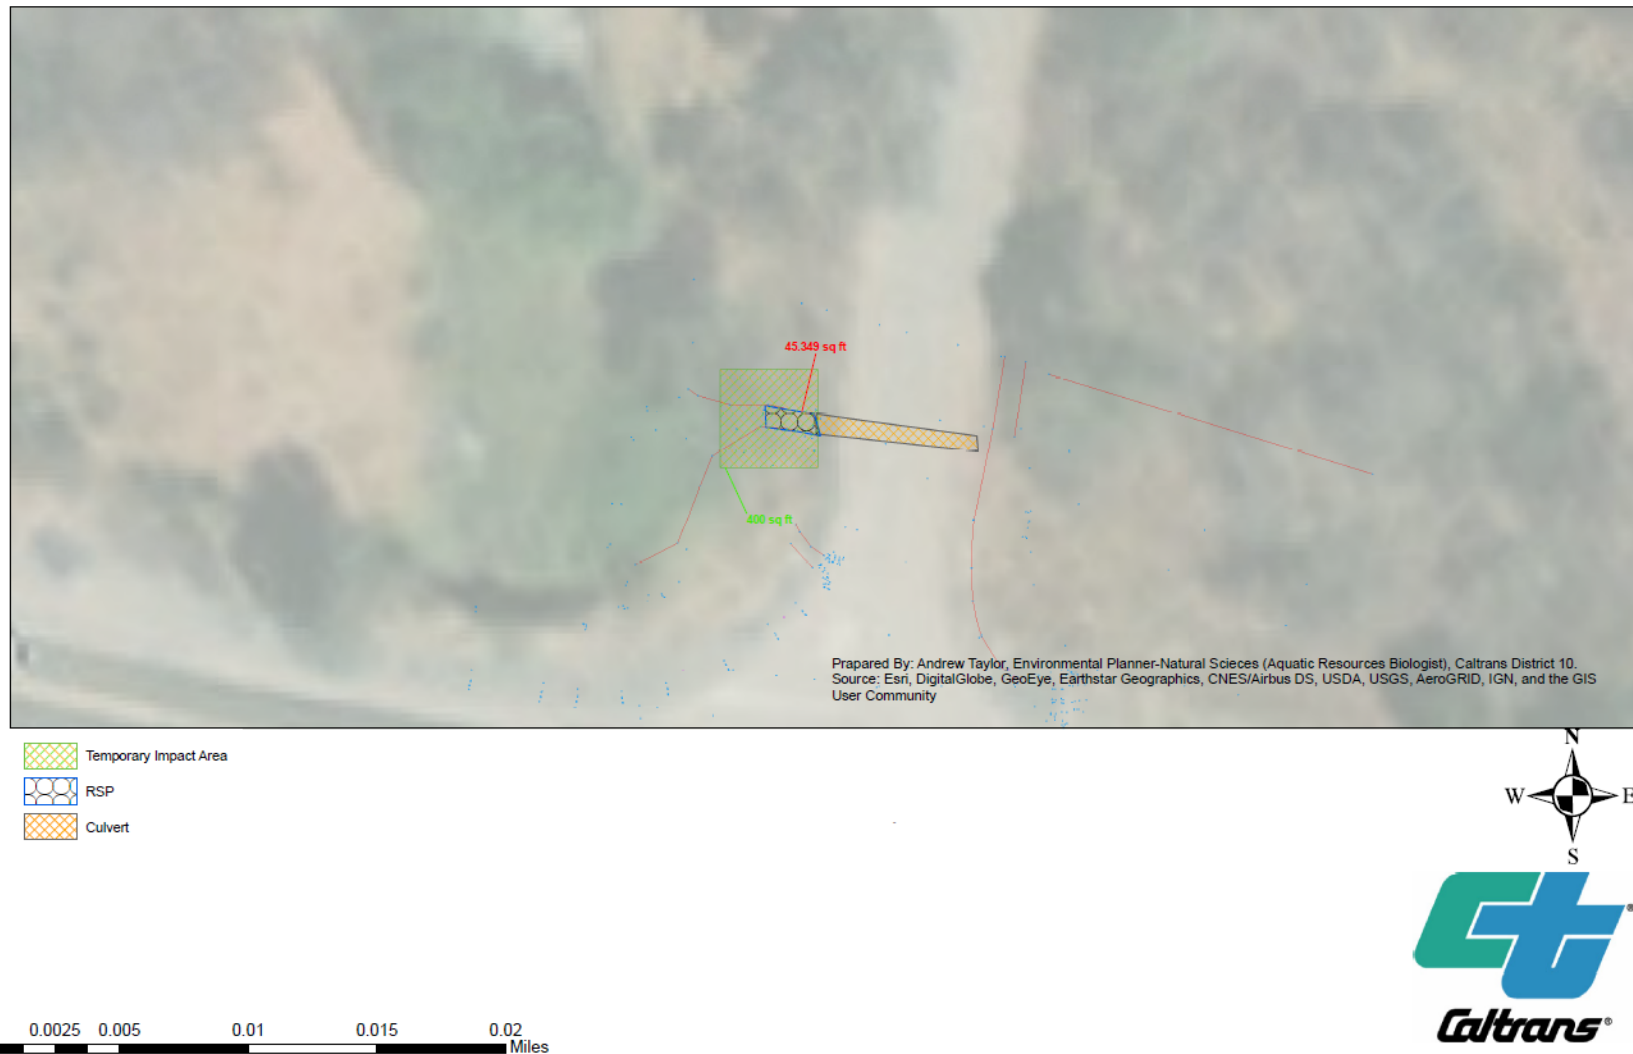 45.349 sq ft
400 sq ft
Prapared By: Andrew Taylor, Environmental Planner-Natural Scieces (Aquatic Resources Biologist), Caltrans District 10.
Source: Esri, DigitalGlobe, GeoEye, Earthstar Geographics, CNES/Airbus DS, USDA, USGS, AeroGRID, IGN, and the GIS
User Community
Temporary Impact Area
RSP
Culvert
N
W E
S
CT ®
Caltrans®
0.0025 0.005 0.01 0.015 0.02
Miles